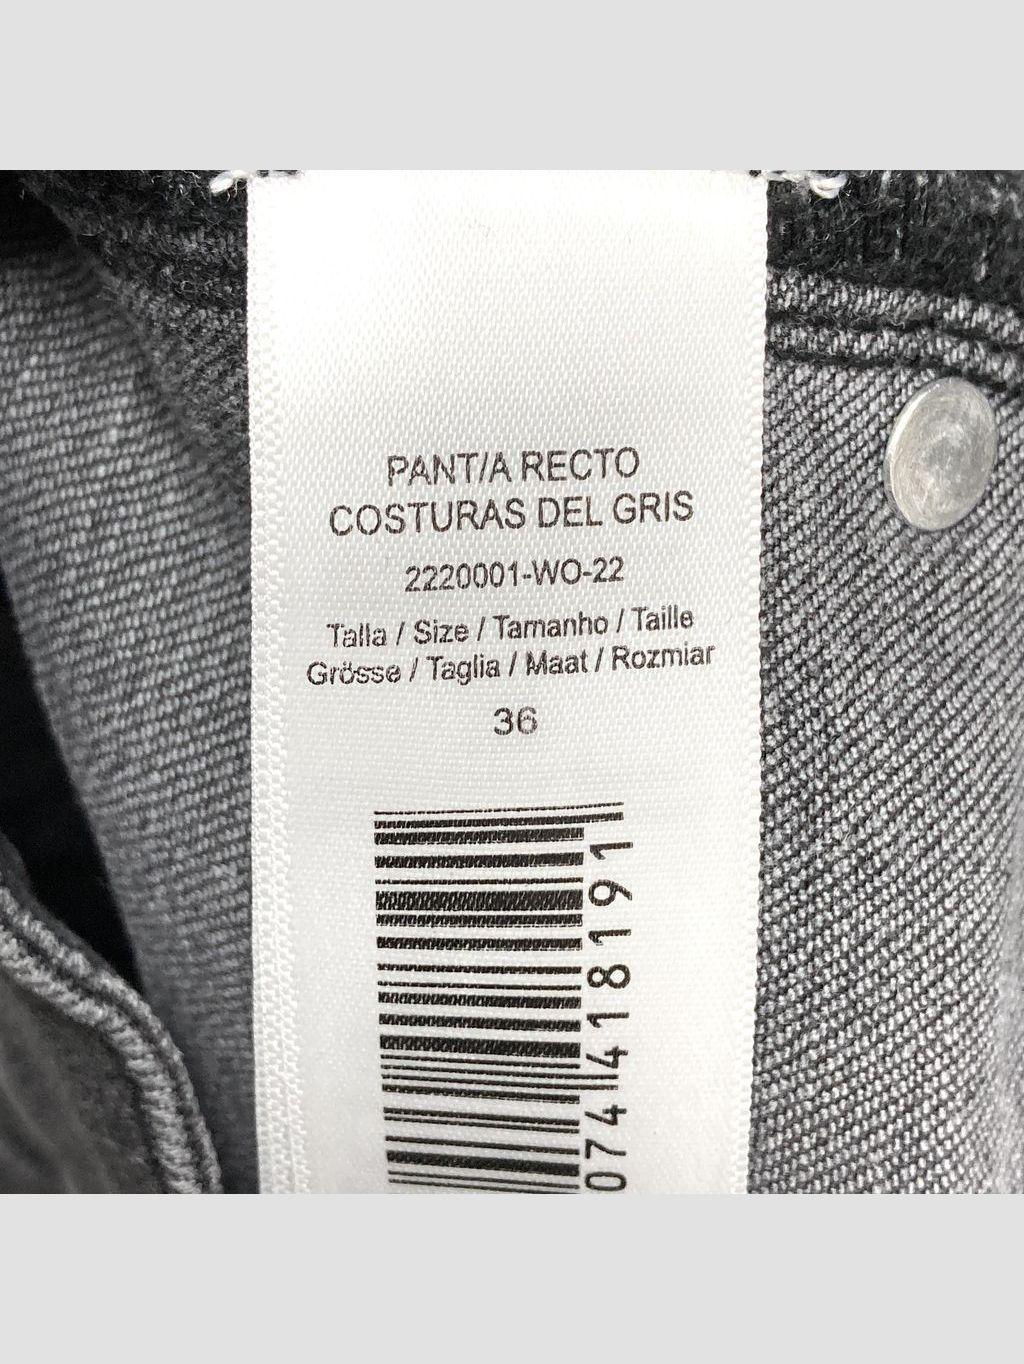 PANT/A RECTO
COSTURAS DEL GRIS
2220001-WO-22
Talla / Size / Tamanho / Taille
Grösse / Taglia / Maat / Rozmiar
36
074418191